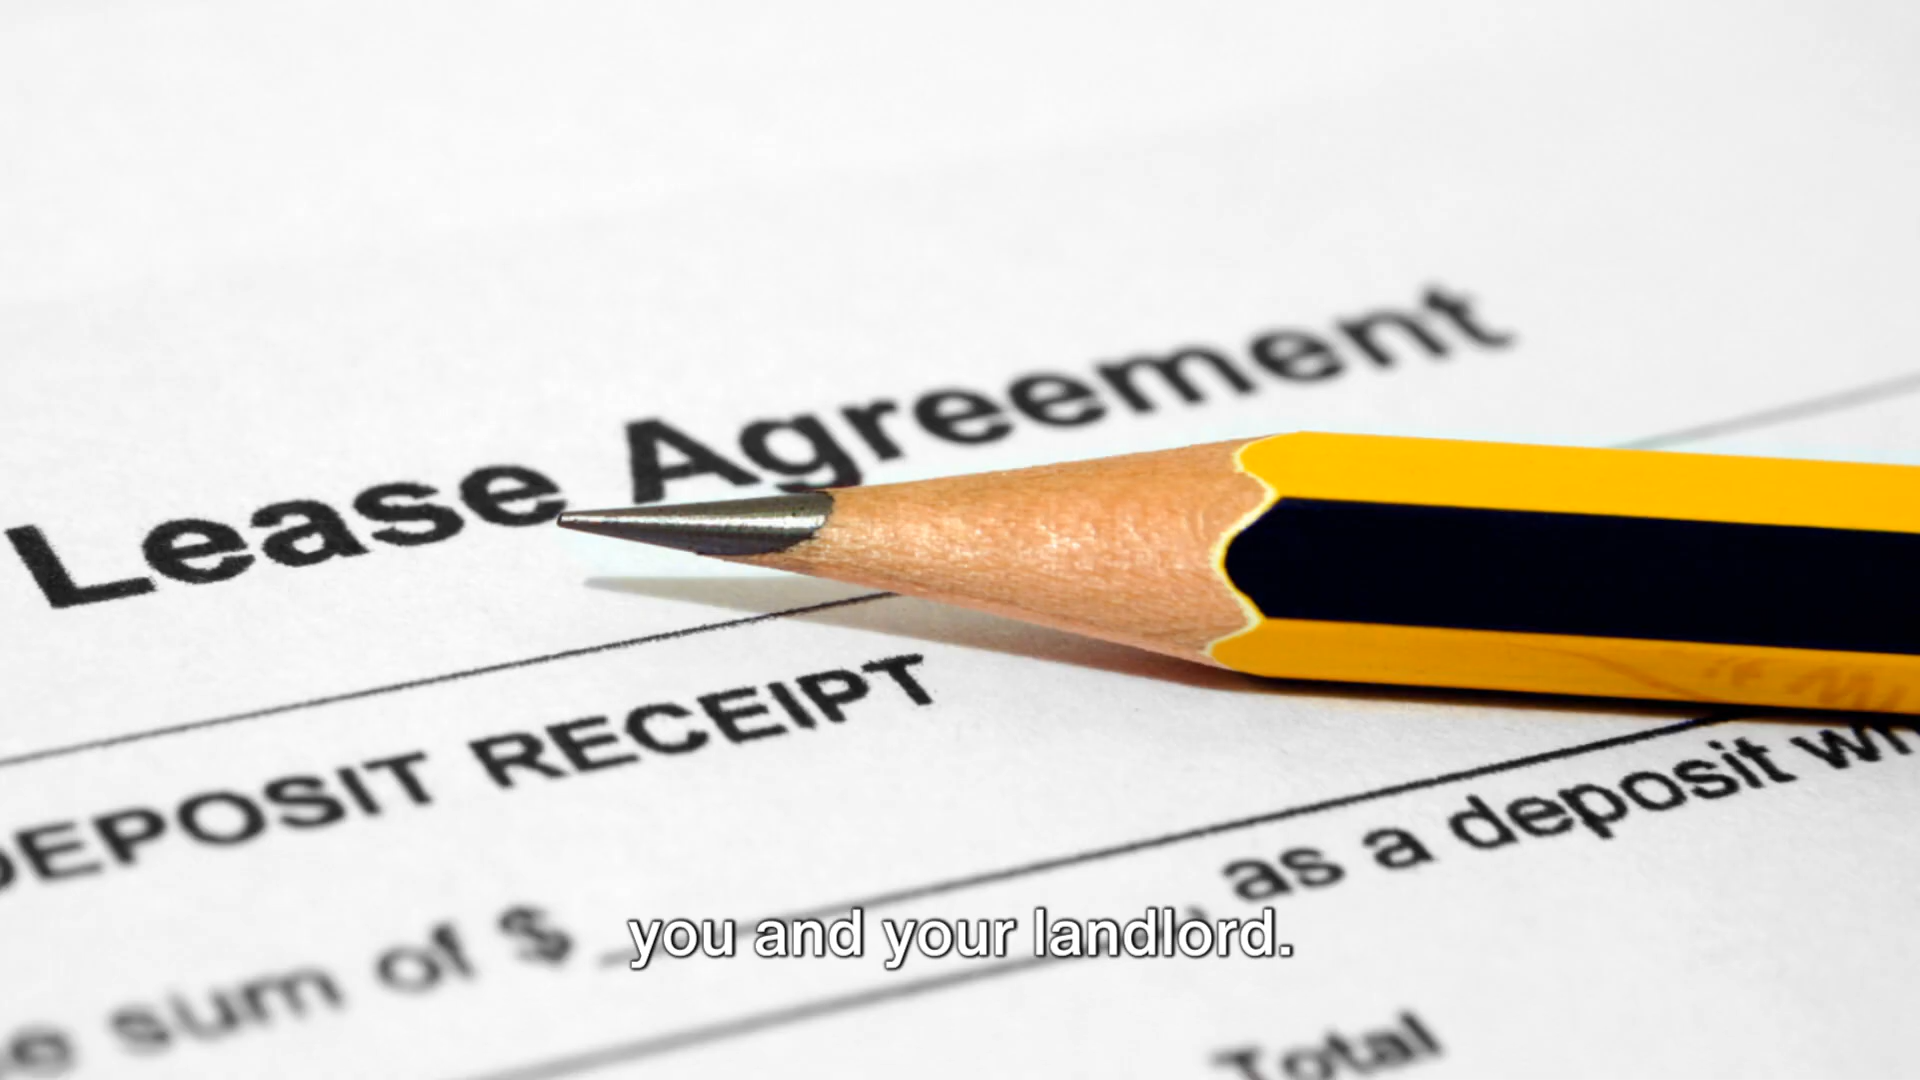 Lease Agreement
DEPOSIT RECEIPT
sum of $ , as a deposit
Total
you and your landlord.